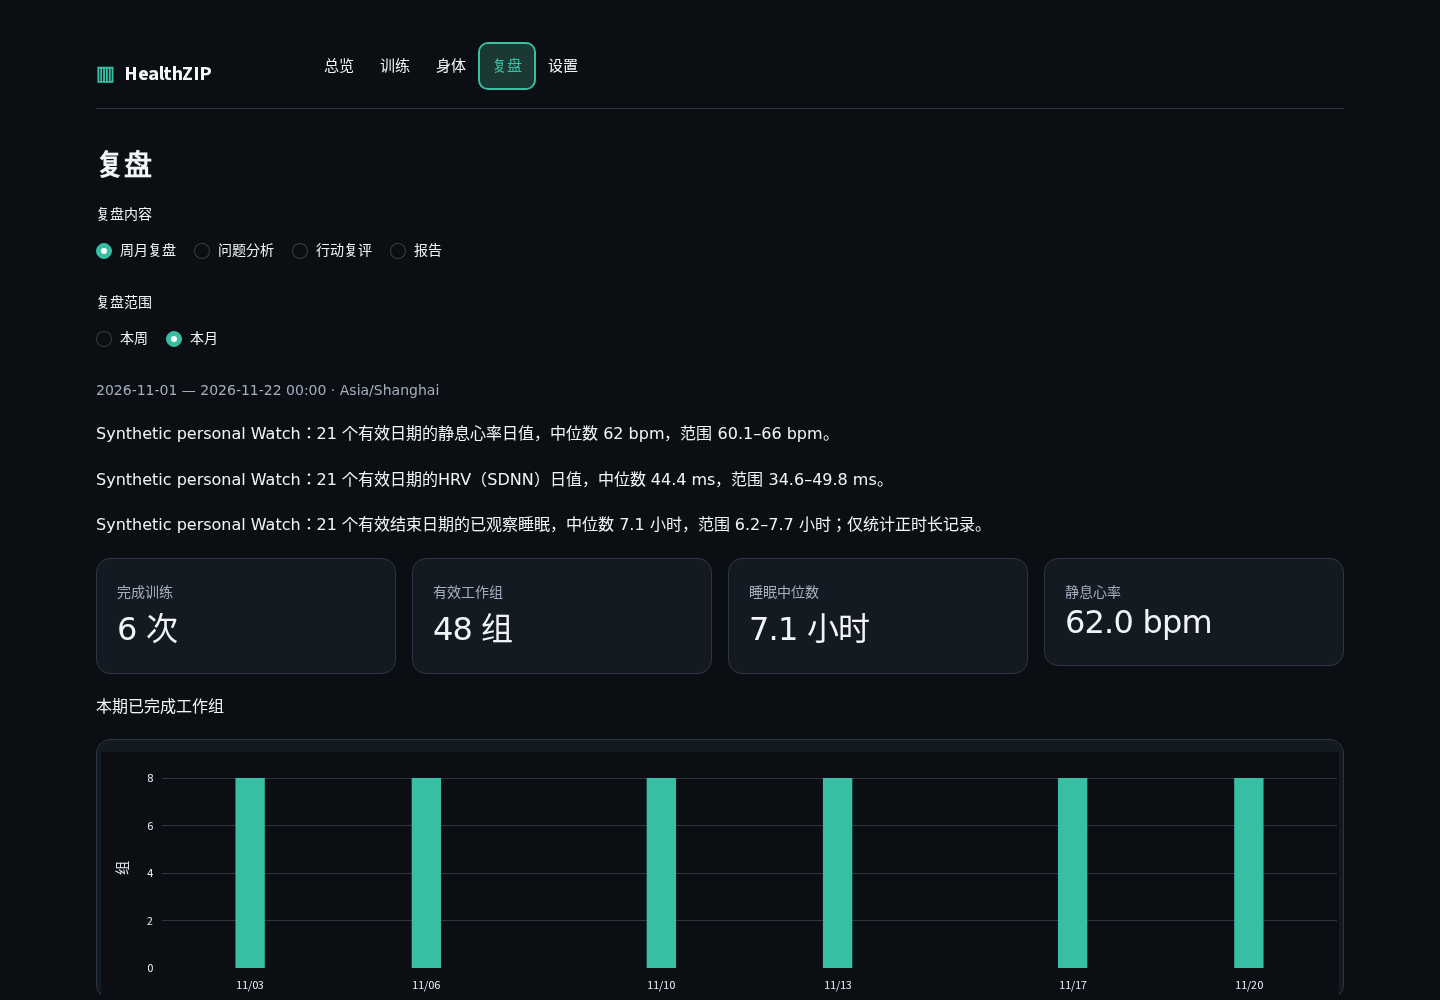 HealthZIP
总览 训练 身体 复盘 设置
复盘
复盘内容
周月复盘 问题分析 行动复评 报告
复盘范围
本周 本月
2026-11-01 — 2026-11-22 00:00 · Asia/Shanghai
Synthetic personal Watch：21 个有效日期的静息心率日值，中位数 62 bpm，范围 60.1–66 bpm。
Synthetic personal Watch：21 个有效日期的HRV（SDNN）日值，中位数 44.4 ms，范围 34.6–49.8 ms。
Synthetic personal Watch：21 个有效结束日期的已观察睡眠，中位数 7.1 小时，范围 6.2–7.7 小时；仅统计正时长记录。
完成训练
6 次
有效工作组
48 组
睡眠中位数
7.1 小时
静息心率
62.0 bpm
本期已完成工作组
8
6
4
2
0
组
11/03 11/06 11/10 11/13 11/17 11/20